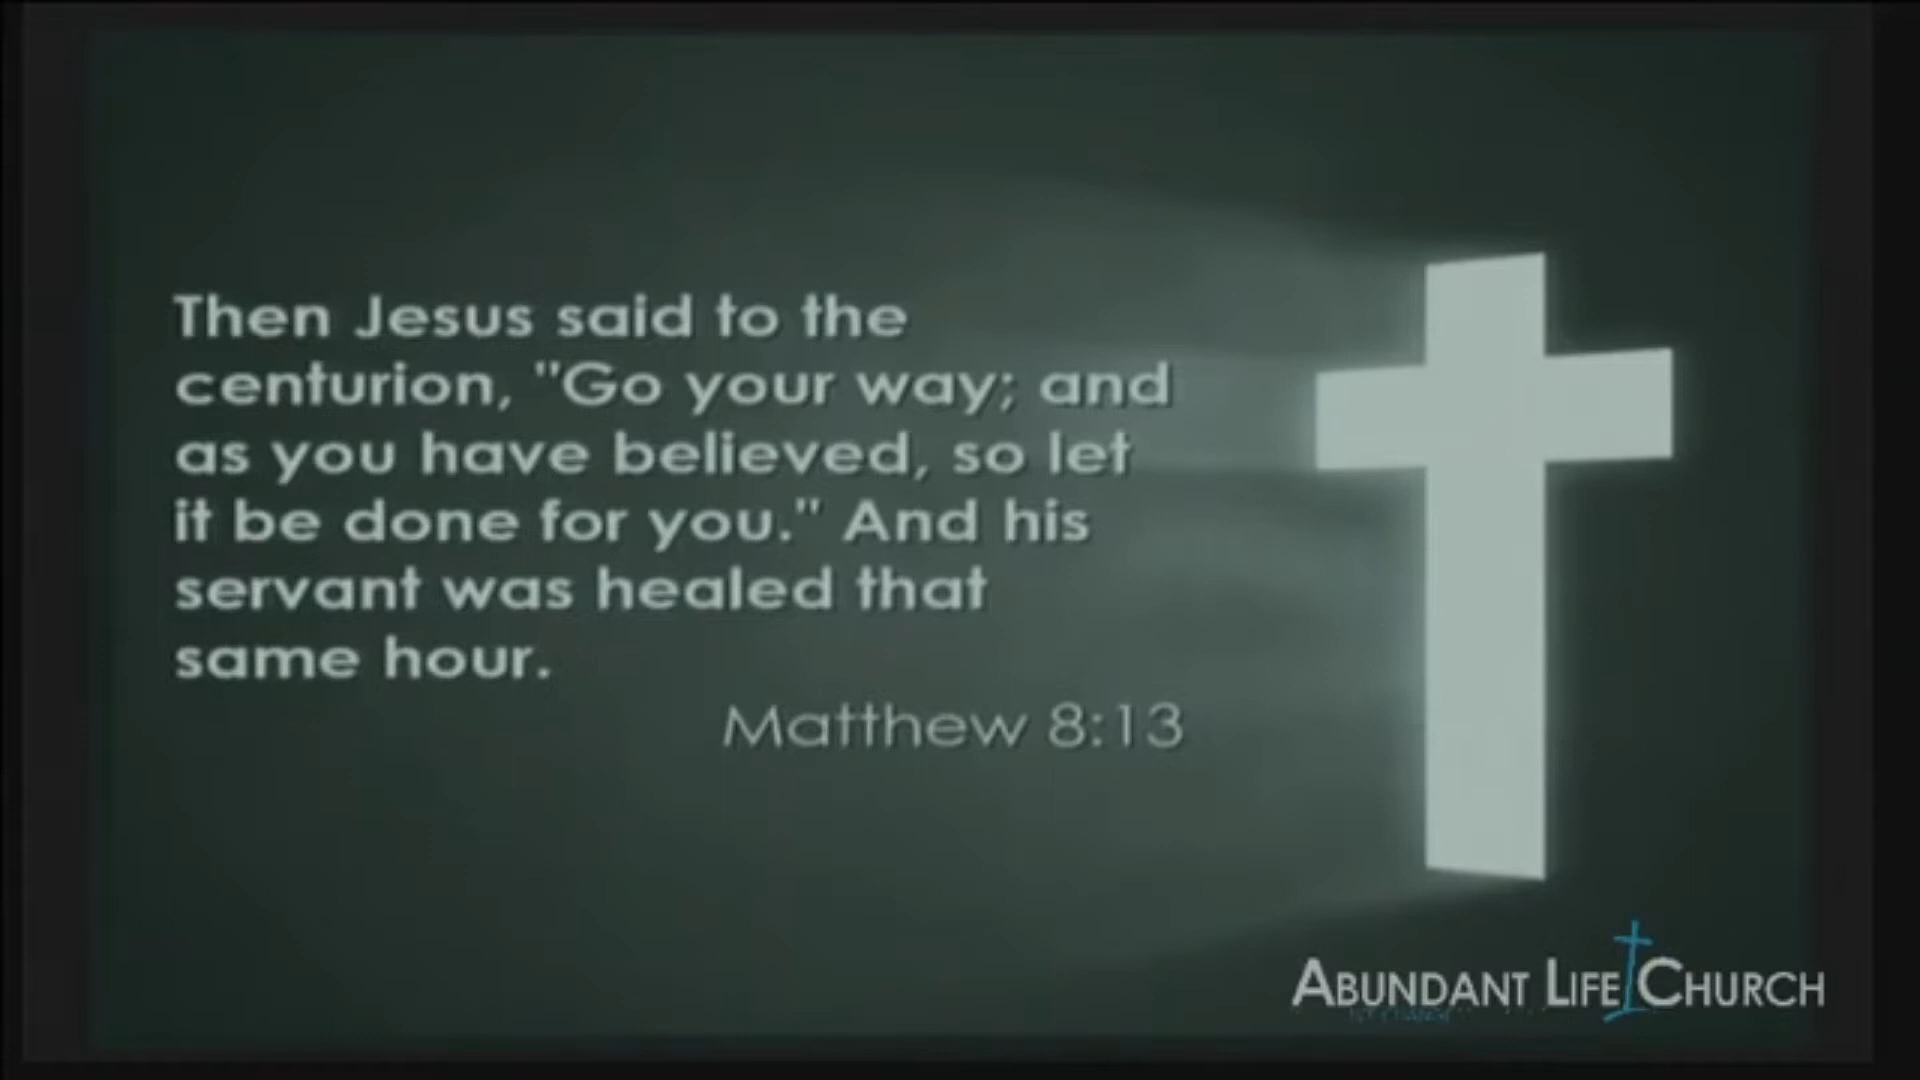 Then Jesus said to the
centurion, "Go your way; and
as you have believed, so let
it be done for you." And his
servant was healed that
same hour.
Matthew 8:13
ABUNDANT LIFE CHURCH